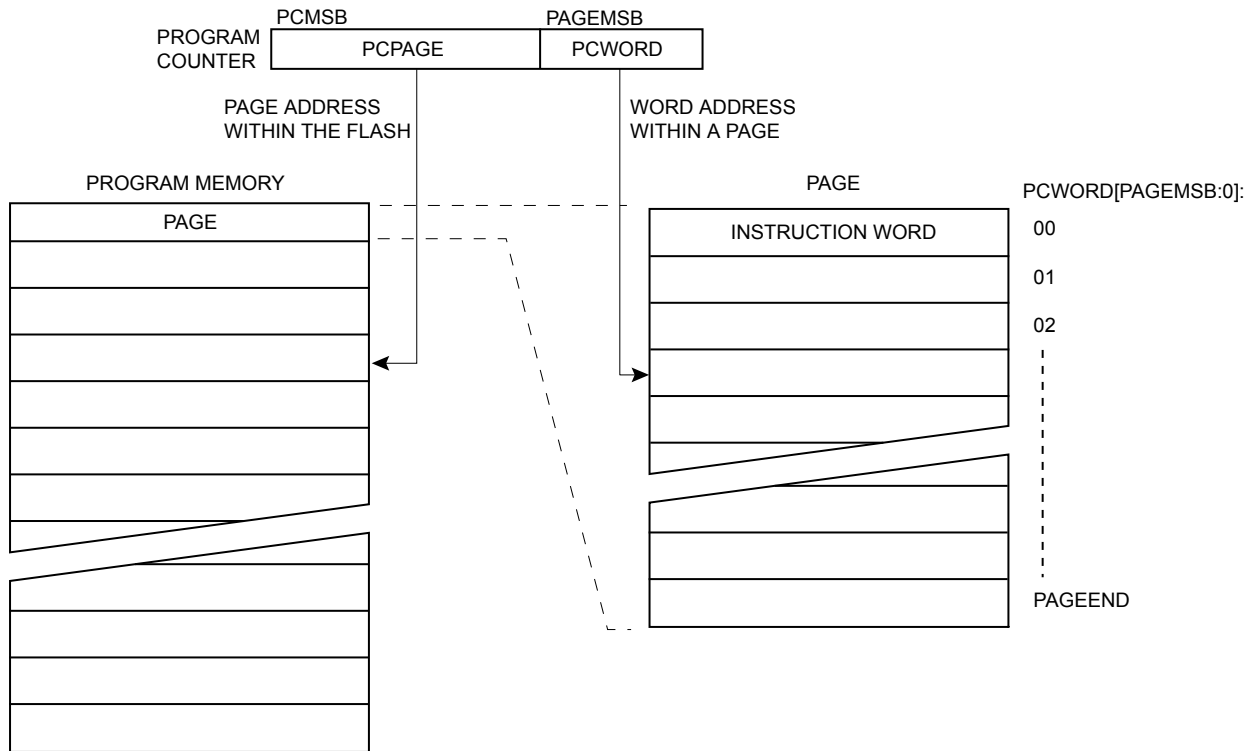 PCMSB
PAGEMSB
PROGRAM
COUNTER
PCPAGE
PCWORD
PAGE ADDRESS
WITHIN THE FLASH
WORD ADDRESS
WITHIN A PAGE
PROGRAM MEMORY
PAGE
PAGE
PCWORD[PAGEMSB:0]:
INSTRUCTION WORD
00
01
02
PAGEEND